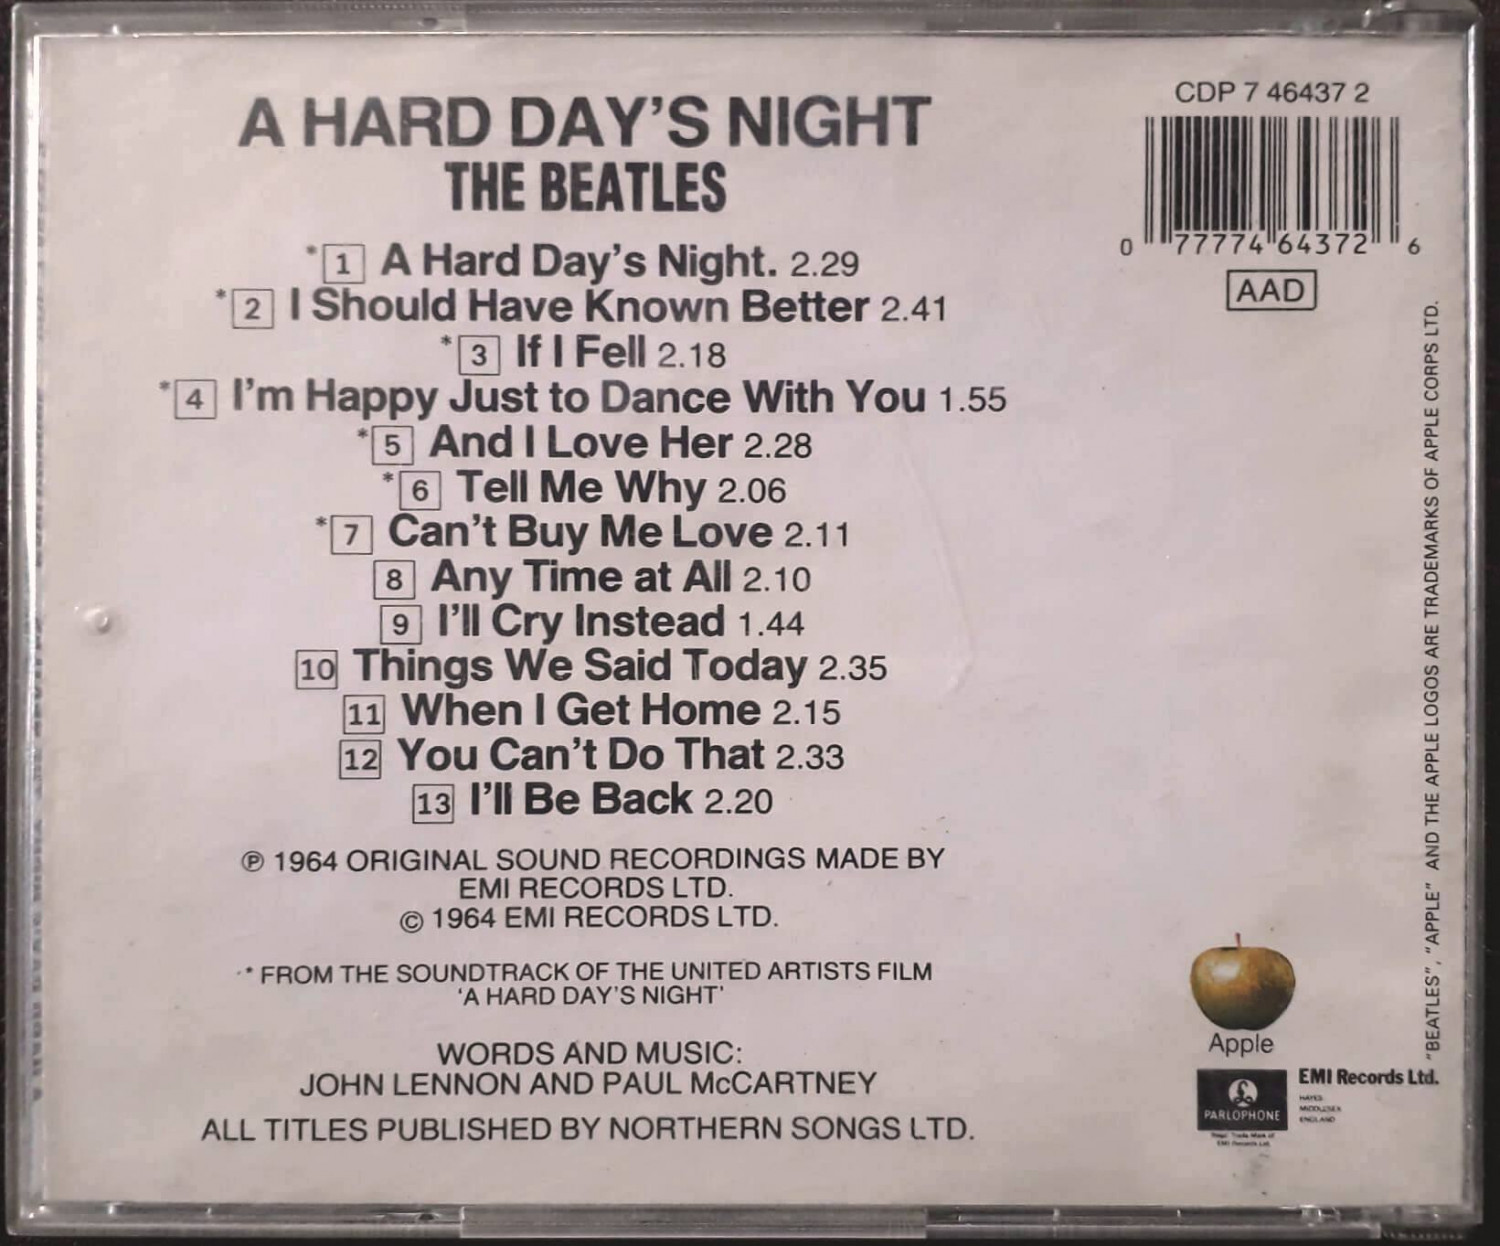 A HARD DAY'S NIGHT
THE BEATLES
*1 A Hard Day's Night. 2.29
*2 I Should Have Known Better 2.41
*3 If I Fell 2.18
*4 I'm Happy Just to Dance With You 1.55
*5 And I Love Her 2.28
*6 Tell Me Why 2.06
*7 Can't Buy Me Love 2.11
8 Any Time at All 2.10
9 I'll Cry Instead 1.44
10 Things We Said Today 2.35
11 When I Get Home 2.15
12 You Can't Do That 2.33
13 I'll Be Back 2.20
℗ 1964 ORIGINAL SOUND RECORDINGS MADE BY
EMI RECORDS LTD.
© 1964 EMI RECORDS LTD.
* FROM THE SOUNDTRACK OF THE UNITED ARTISTS FILM
'A HARD DAY'S NIGHT'
WORDS AND MUSIC:
JOHN LENNON AND PAUL McCARTNEY
ALL TITLES PUBLISHED BY NORTHERN SONGS LTD.
CDP 7 46437 2
0 77774 64372 6
AAD
"BEATLES", "APPLE" AND THE APPLE LOGOS ARE TRADEMARKS OF APPLE CORPS LTD.
Apple
PARLOPHONE
EMI Records Ltd.
HAYES
MIDDLESEX
ENGLAND